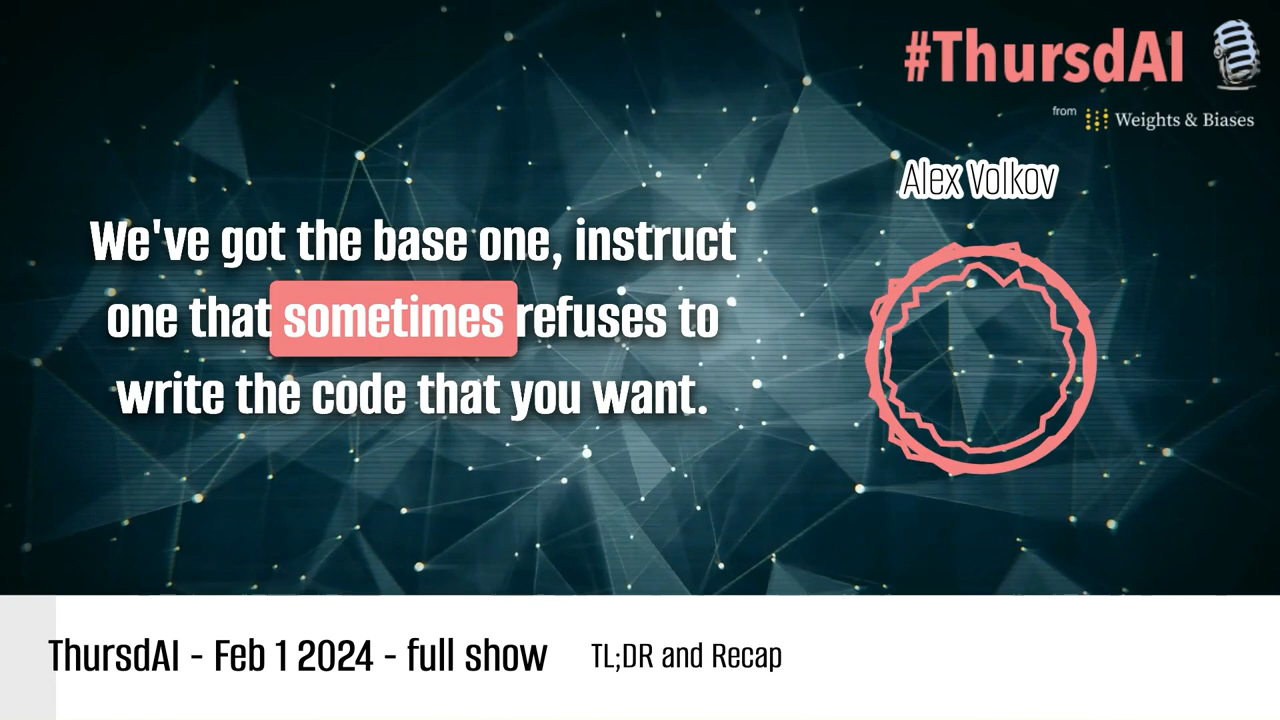 #ThursdAI
from Weights & Biases
Alex Volkov
We've got the base one, instruct
one that sometimes refuses to
write the code that you want.
ThursdAI - Feb 1 2024 - full show TL;DR and Recap